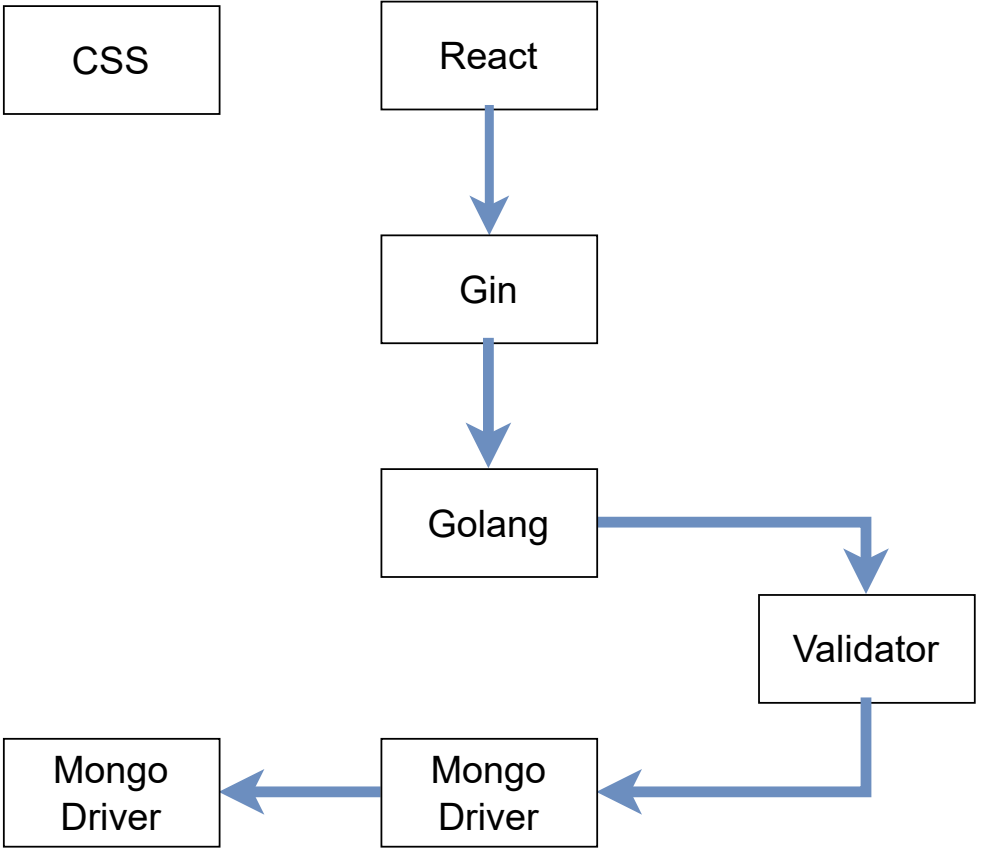 CSS
React
Gin
Golang
Validator
Mongo
Driver
Mongo
Driver